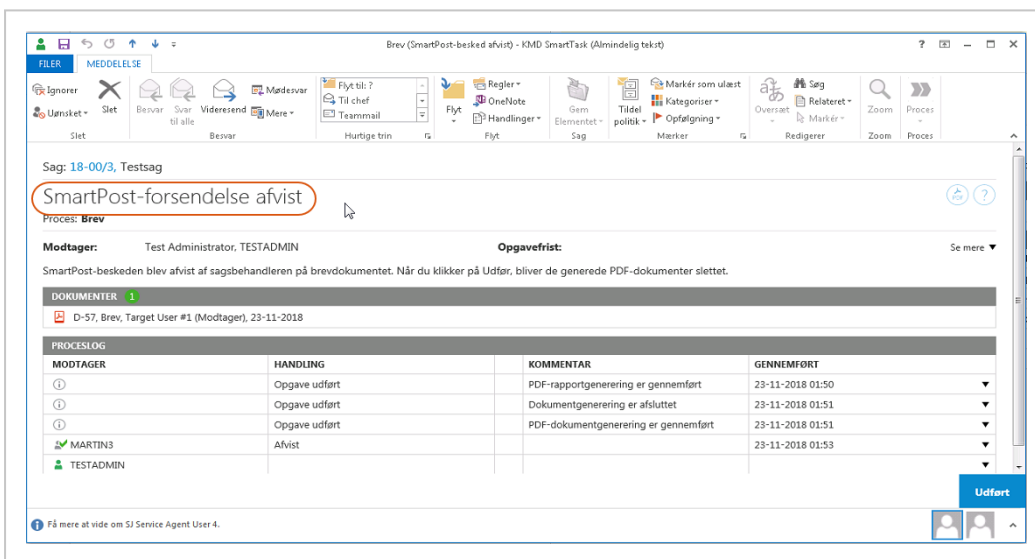 Brev (SmartPost-besked afvist) - KMD SmartTask (Almindelig tekst)
FILER MEDDELELSE
Ignorer
Uønsket
Slet
Slet
Besvar
Svar til alle
Videresend
Mødesvar
Mere
Besvar
Flyt til: ?
Til chef
Teammail
Hurtige trin
Flyt
Regler
OneNote
Handlinger
Flyt
Gem Elementet
Sag
Tildel politik
Markér som ulæst
Kategoriser
Opfølgning
Mærker
Oversæt
Søg
Relateret
Markér
Redigerer
Zoom
Zoom
Proces
Proces
Sag: 18-00/3, Testsag
SmartPost-forsendelse afvist
PDF ?
Proces: Brev
Modtager: Test Administrator, TESTADMIN Opgavefrist: Se mere
SmartPost-beskeden blev afvist af sagsbehandleren på brevdokumentet. Når du klikker på Udfør, bliver de generede PDF-dokumenter slettet.
DOKUMENTER 1
D-57, Brev, Target User #1 (Modtager), 23-11-2018
PROCESLOG
MODTAGER HANDLING KOMMENTAR GENNEMFØRT
Opgave udført PDF-rapportgenerering er gennemført 23-11-2018 01:50
Opgave udført Dokumentgenerering er afsluttet 23-11-2018 01:51
Opgave udført PDF-dokumentgenerering er gennemført 23-11-2018 01:51
MARTIN3 Afvist 23-11-2018 01:53
TESTADMIN
Udført
Få mere at vide om SJ Service Agent User 4.